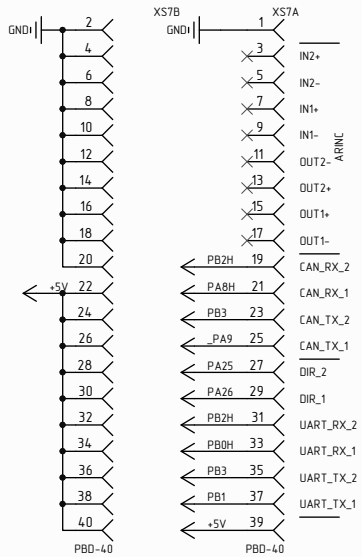 XS7B XS7A
GND 2 GND 1
4 3 IN2+
6 5 IN2-
8 7 IN1+
10 9 IN1-
ARINC
12 11 OUT2-
14 13 OUT2+
16 15 OUT1+
18 17 OUT1-
20 PB2H 19 CAN_RX_2
+5V 22 PA8H 21 CAN_RX_1
24 PB3 23 CAN_TX_2
26 _PA9 25 CAN_TX_1
28 PA25 27 DIR_2
30 PA26 29 DIR_1
32 PB2H 31 UART_RX_2
34 PB0H 33 UART_RX_1
36 PB3 35 UART_TX_2
38 PB1 37 UART_TX_1
40 +5V 39
PBD-40 PBD-40